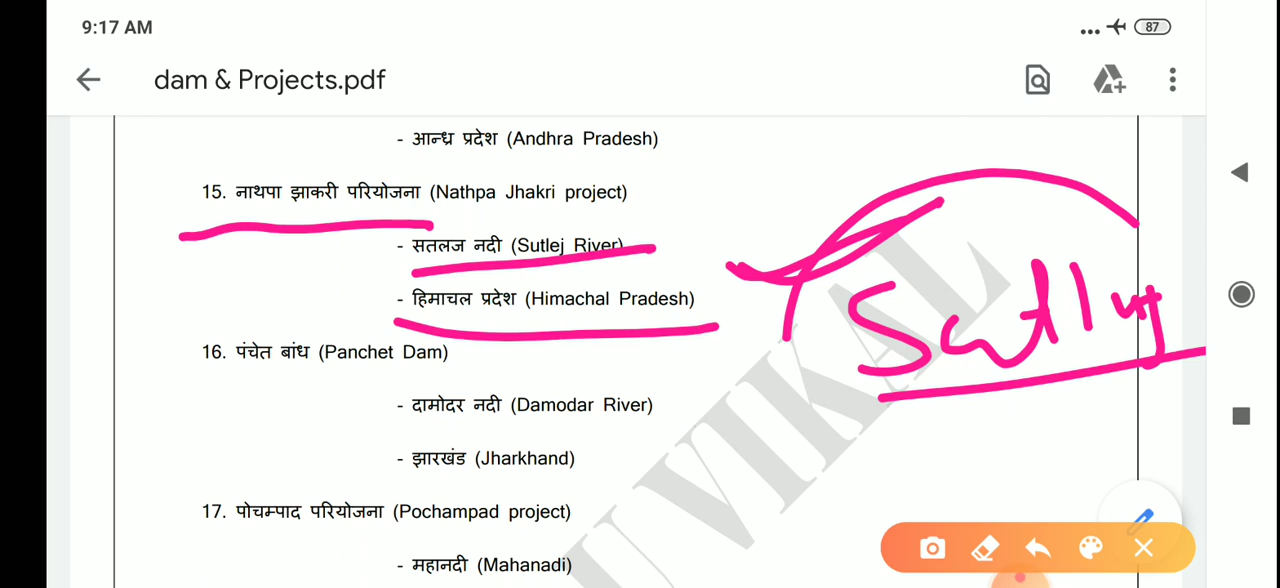 9:17 AM
87
dam & Projects.pdf
- आन्ध्र प्रदेश (Andhra Pradesh)
15. नाथपा झाकरी परियोजना (Nathpa Jhakri project)
- सतलज नदी (Sutlej River)
- हिमाचल प्रदेश (Himachal Pradesh)
16. पंचेत बांध (Panchet Dam)
- दामोदर नदी (Damodar River)
- झारखंड (Jharkhand)
17. पोचम्पाद परियोजना (Pochampad project)
- महानदी (Mahanadi)
U VIKAL